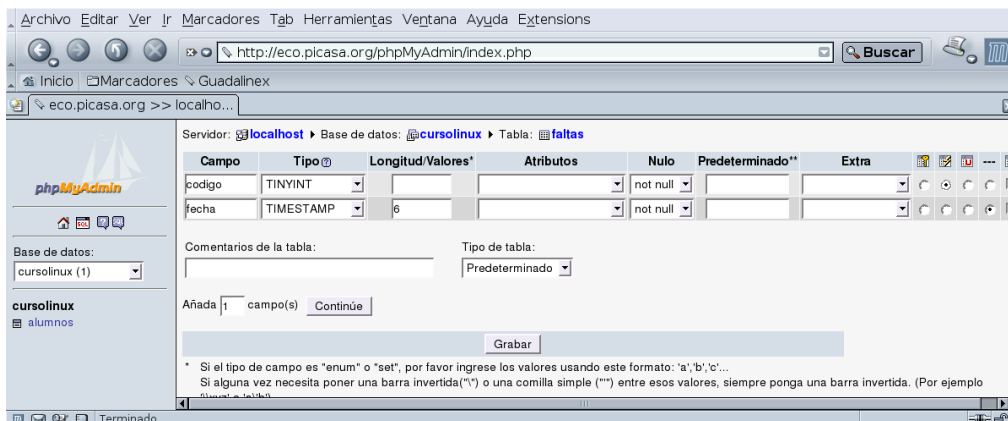 Archivo Editar Ver Ir Marcadores Tab Herramientas Ventana Ayuda Extensions
http://eco.picasa.org/phpMyAdmin/index.php Buscar
Inicio Marcadores Guadalinex
eco.picasa.org >> localho...
phpMyAdmin
Base de datos:
cursolinux (1)
cursolinux
alumnos
Servidor: localhost Base de datos: cursolinux Tabla: faltas
Campo Tipo Longitud/Valores* Atributos Nulo Predeterminado** Extra ---
codigo TINYINT not null
fecha TIMESTAMP 6 not null
Comentarios de la tabla: Tipo de tabla:
Predeterminado
Añada 1 campo(s) Continúe
Grabar
* Si el tipo de campo es "enum" o "set", por favor ingrese los valores usando este formato: 'a','b','c'...
Si alguna vez necesita poner una barra invertida("\") o una comilla simple ("'") entre esos valores, siempre ponga una barra invertida. (Por ejemplo
Terminado